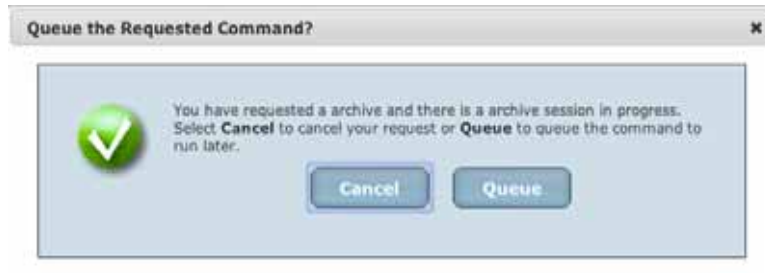 Queue the Requested Command?
You have requested a archive and there is a archive session in progress.
Select Cancel to cancel your request or Queue to queue the command to
run later.
Cancel Queue